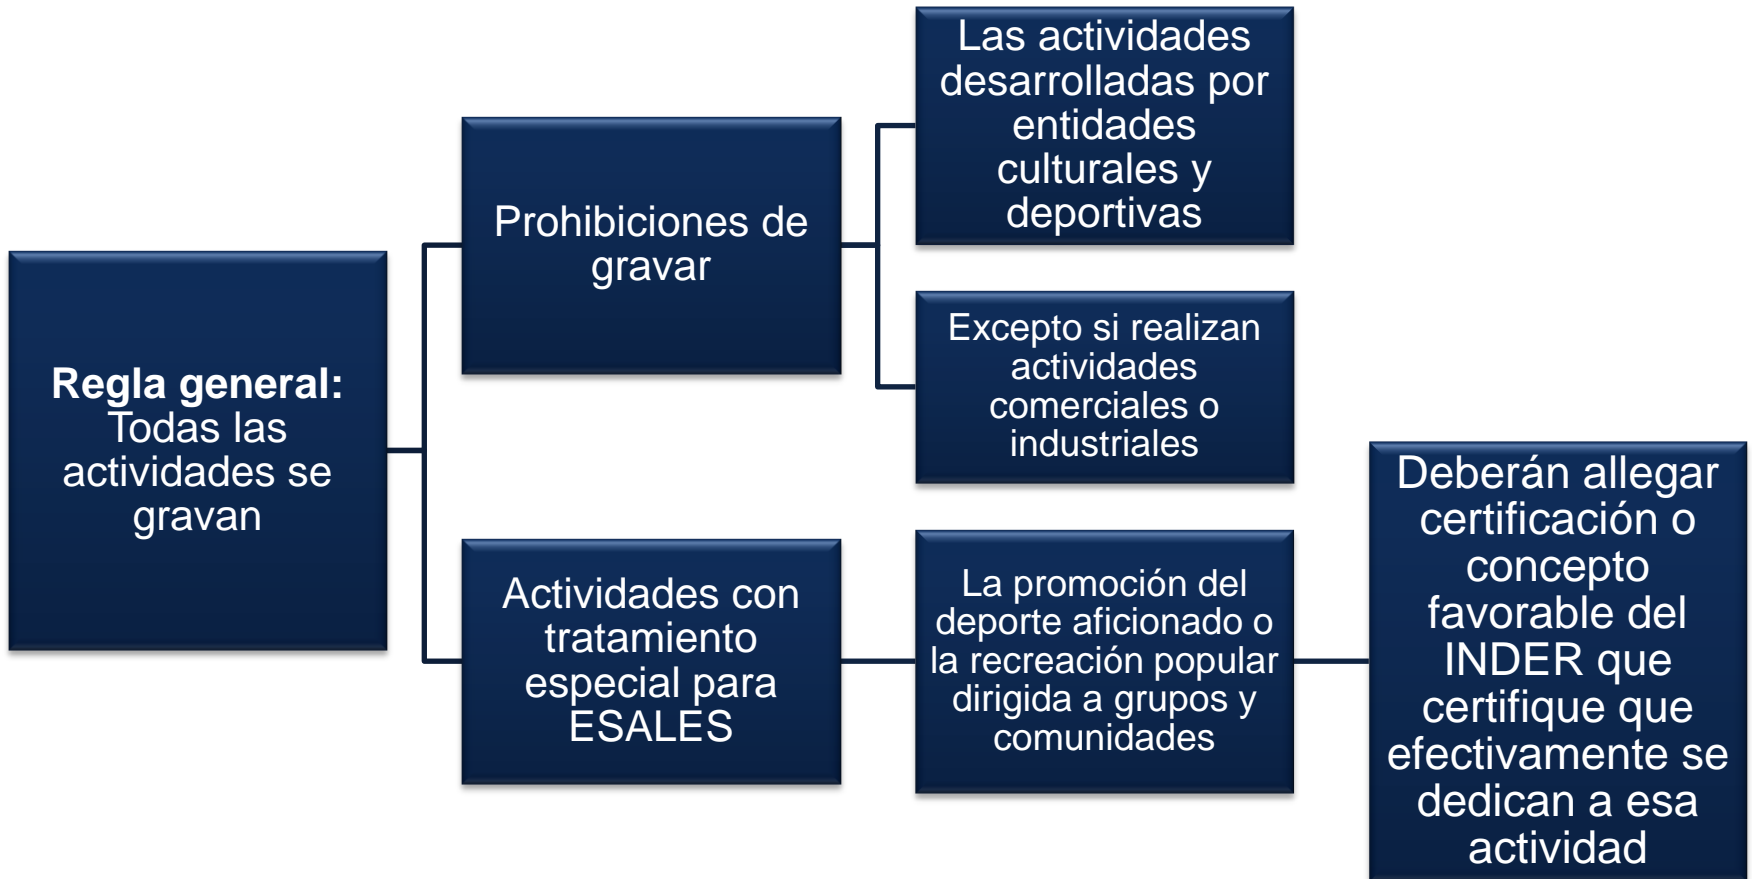 Regla general:
Todas las
actividades se
gravan
Prohibiciones de
gravar
Las actividades
desarrolladas por
entidades
culturales y
deportivas
Excepto si realizan
actividades
comerciales o
industriales
Actividades con
tratamiento
especial para
ESALES
La promoción del
deporte aficionado o
la recreación popular
dirigida a grupos y
comunidades
Deberán allegar
certificación o
concepto
favorable del
INDER que
certifique que
efectivamente se
dedican a esa
actividad